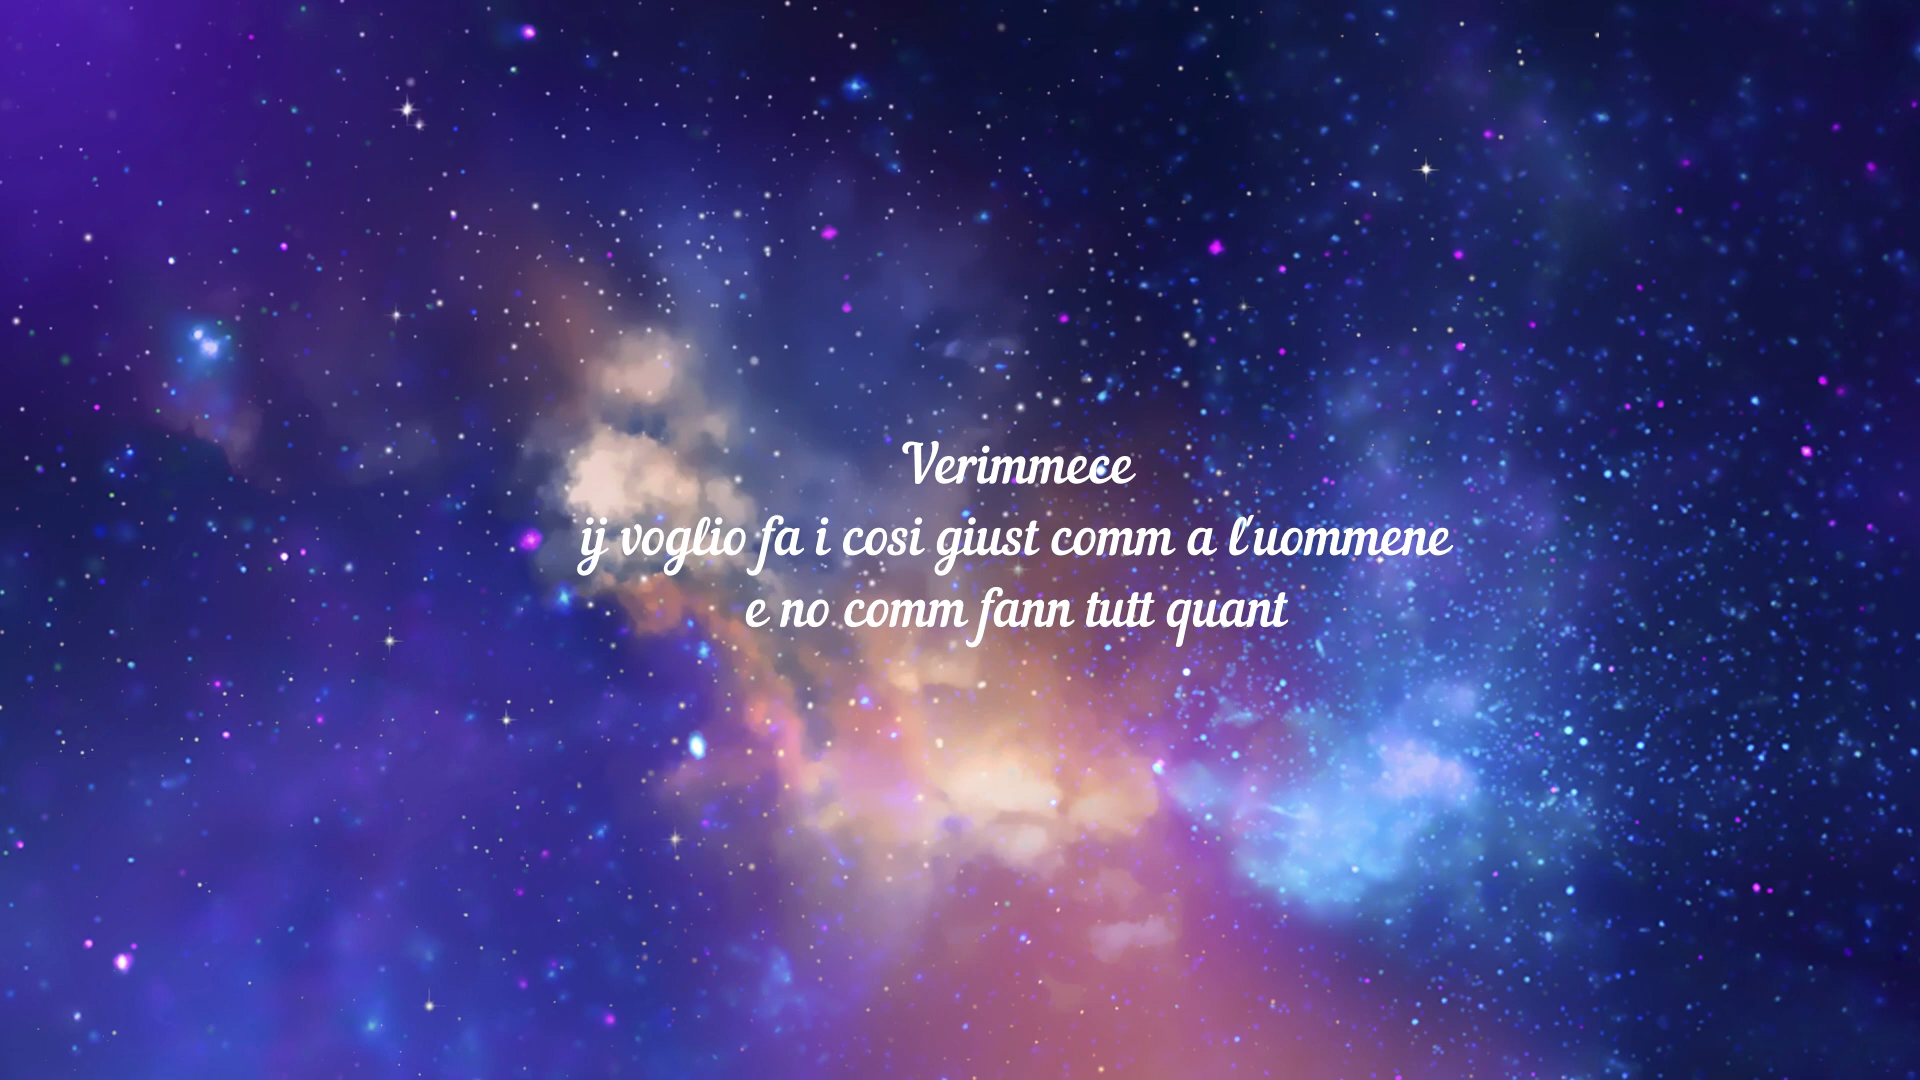 Verimmece
ij voglio fa i cosi giust comm a l'uommene
e no comm fann tutt quant